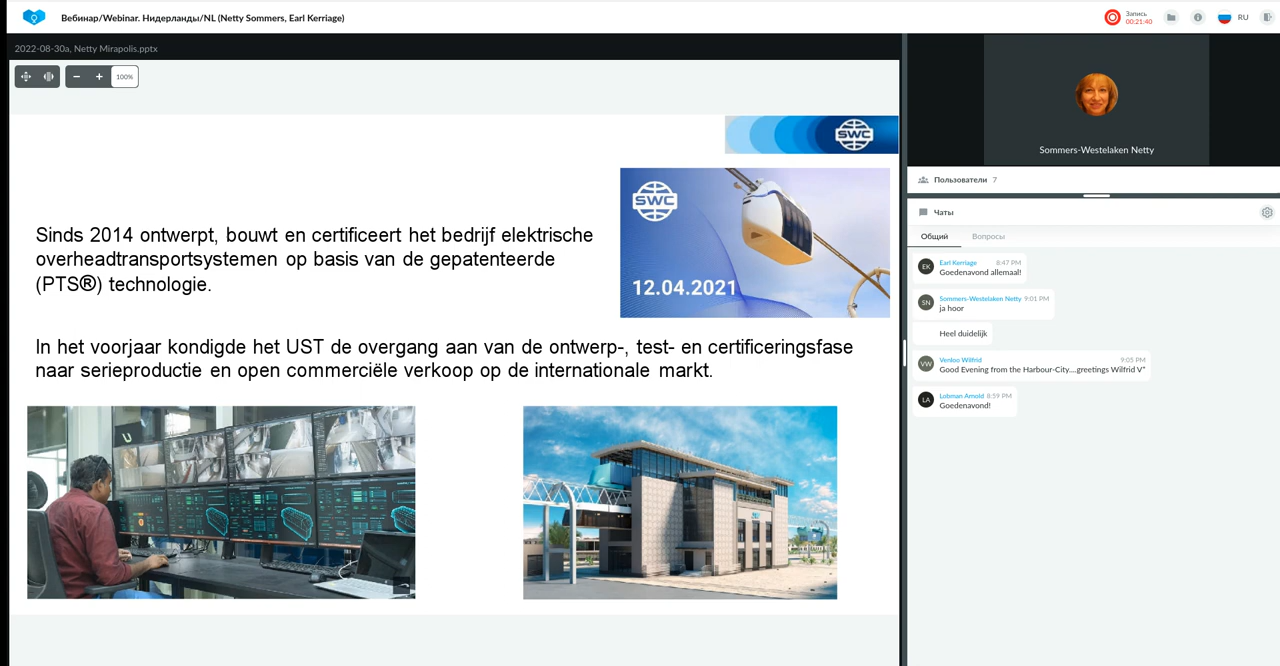 Вебинар/Webinar. Нидерланды/NL (Netty Sommers, Earl Kerriage)
Запись
00:21:40
RU
2022-08-30a, Netty Mirapolis.pptx
100%
SWC
SWC
12.04.2021
Sinds 2014 ontwerpt, bouwt en certificeert het bedrijf elektrische
overheadtransportsystemen op basis van de gepatenteerde
(PTS®) technologie.
In het voorjaar kondigde het UST de overgang aan van de ontwerp-, test- en certificeringsfase
naar serieproductie en open commerciële verkoop op de internationale markt.
Sommers-Westelaken Netty
Пользователи 7
Чаты
Общий
Вопросы
EK
Earl Kerriage 8:47 PM
Goedenavond allemaal!
SN
Sommers-Westelaken Netty 9:01 PM
ja hoor
Heel duidelijk
VW
Venloo Wilfrid 9:05 PM
Good Evening from the Harbour-City....greetings Wilfrid V"
LA
Lobman Arnold 8:59 PM
Goedenavond!